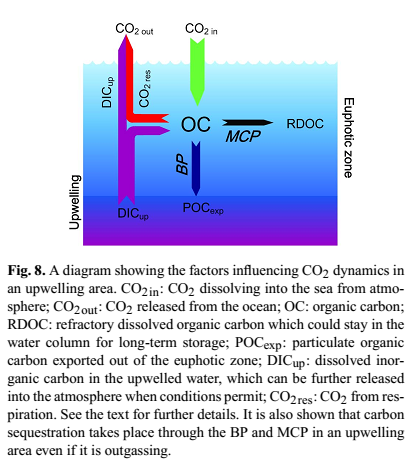 CO2 out
CO2 in
DICup
CO2 res
OC
MCP
RDOC
BP
Euphotic zone
Upwelling
DICup
POCexp
Fig. 8. A diagram showing the factors influencing CO2 dynamics in
an upwelling area. CO2in: CO2 dissolving into the sea from atmo-
sphere; CO2out: CO2 released from the ocean; OC: organic carbon;
RDOC: refractory dissolved organic carbon which could stay in the
water column for long-term storage; POCexp: particulate organic
carbon exported out of the euphotic zone; DICup: dissolved inor-
ganic carbon in the upwelled water, which can be further released
into the atmosphere when conditions permit; CO2res: CO2 from res-
piration. See the text for further details. It is also shown that carbon
sequestration takes place through the BP and MCP in an upwelling
area even if it is outgassing.